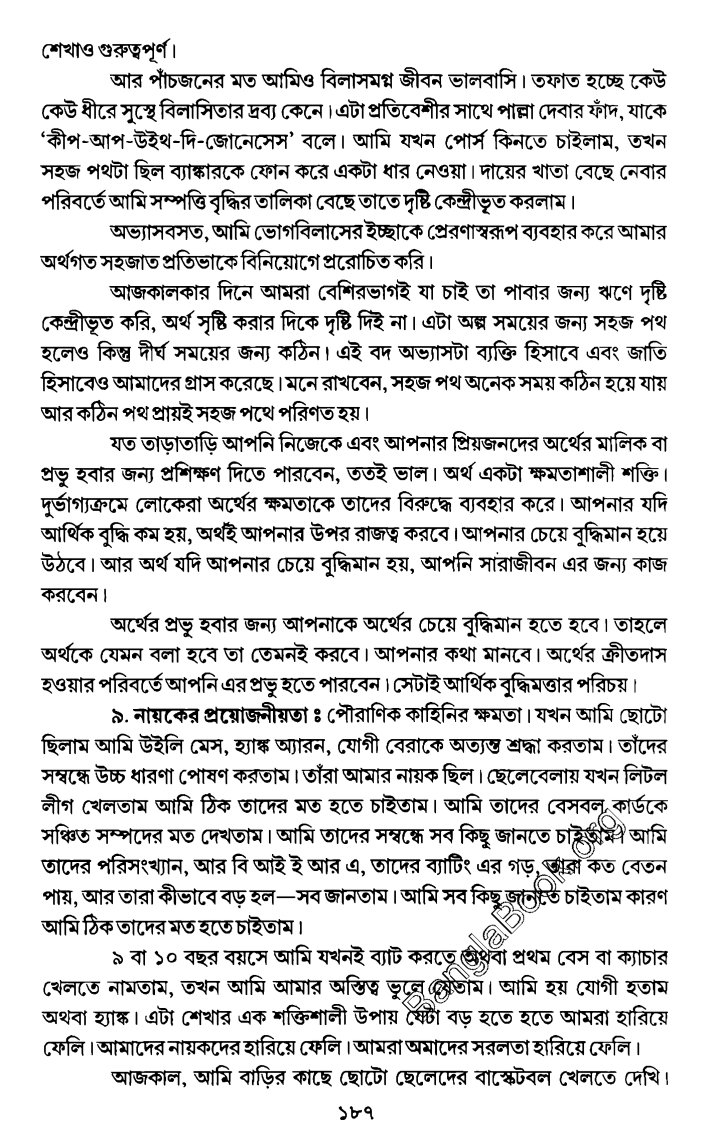 শেখাও গুরুত্বপূর্ণ।
আর পাঁচজনের মত আমিও বিলাসমগ্ন জীবন ভালবাসি। তফাত হচ্ছে কেউ
কেউ ধীরে সুস্থে বিলাসিতার দ্রব্য কেনে। এটা প্রতিবেশীর সাথে পাল্লা দেবার ফাঁদ, যাকে
‘কীপ-আপ-উইথ-দি-জোনেসেস’ বলে। আমি যখন পোর্স কিনতে চাইলাম, তখন
সহজ পথটা ছিল ব্যাঙ্কারকে ফোন করে একটা ধার নেওয়া। দায়ের খাতা বেছে নেবার
পরিবর্তে আমি সম্পত্তি বৃদ্ধির তালিকা বেছে তাতে দৃষ্টি কেন্দ্রীভূত করলাম।
অভ্যাসবসত, আমি ভোগবিলাসের ইচ্ছাকে প্রেরণাস্বরূপ ব্যবহার করে আমার
অর্থগত সহজাত প্রতিভাকে বিনিয়োগে প্ররোচিত করি।
আজকালকার দিনে আমরা বেশিরভাগই যা চাই তা পাবার জন্য ঋণে দৃষ্টি
কেন্দ্রীভূত করি, অর্থ সৃষ্টি করার দিকে দৃষ্টি দিই না। এটা অল্প সময়ের জন্য সহজ পথ
হলেও কিন্তু দীর্ঘ সময়ের জন্য কঠিন। এই বদ অভ্যাসটা ব্যক্তি হিসাবে এবং জাতি
হিসাবেও আমাদের গ্রাস করেছে। মনে রাখবেন, সহজ পথ অনেক সময় কঠিন হয়ে যায়
আর কঠিন পথ প্রায়ই সহজ পথে পরিণত হয়।
যত তাড়াতাড়ি আপনি নিজেকে এবং আপনার প্রিয়জনদের অর্থের মালিক বা
প্রভু হবার জন্য প্রশিক্ষণ দিতে পারবেন, ততই ভাল। অর্থ একটা ক্ষমতাশালী শক্তি।
দুর্ভাগ্যক্রমে লোকেরা অর্থের ক্ষমতাকে তাদের বিরুদ্ধে ব্যবহার করে। আপনার যদি
আর্থিক বুদ্ধি কম হয়, অর্থই আপনার উপর রাজত্ব করবে। আপনার চেয়ে বুদ্ধিমান হয়ে
উঠবে। আর অর্থ যদি আপনার চেয়ে বুদ্ধিমান হয়, আপনি সারাজীবন এর জন্য কাজ
করবেন।
অর্থের প্রভু হবার জন্য আপনাকে অর্থের চেয়ে বুদ্ধিমান হতে হবে। তাহলে
অর্থকে যেমন বলা হবে তা তেমনই করবে। আপনার কথা মানবে। অর্থের ক্রীতদাস
হওয়ার পরিবর্তে আপনি এর প্রভু হতে পারবেন। সেটাই আর্থিক বুদ্ধিমত্তার পরিচয়।
৯. নায়কের প্রয়োজনীয়তা ঃ পৌরাণিক কাহিনির ক্ষমতা। যখন আমি ছোটো
ছিলাম আমি উইলি মেস, হ্যাঙ্ক অ্যারন, যোগী বেরাকে অত্যন্ত শ্রদ্ধা করতাম। তাঁদের
সম্বন্ধে উচ্চ ধারণা পোষণ করতাম। তাঁরা আমার নায়ক ছিল। ছেলেবেলায় যখন লিটল
লীগ খেলতাম আমি ঠিক তাদের মত হতে চাইতাম। আমি তাদের বেসবল কার্ডকে
সঞ্চিত সম্পদের মত দেখতাম। আমি তাদের সম্বন্ধে সব কিছু জানতে চাইতাম। আমি
তাদের পরিসংখ্যান, আর বি আই ই আর এ, তাদের ব্যাটিং এর গড়, তারা কত বেতন
পায়, আর তারা কীভাবে বড় হল—সব জানতাম। আমি সব কিছু জানতে চাইতাম কারণ
আমি ঠিক তাদের মত হতে চাইতাম।
৯ বা ১০ বছর বয়সে আমি যখনই ব্যাট করতে অথবা প্রথম বেস বা ক্যাচার
খেলতে নামতাম, তখন আমি আমার অস্তিত্ব ভুলে যেতাম। আমি হয় যোগী হতাম
অথবা হ্যাঙ্ক। এটা শেখার এক শক্তিশালী উপায় যেটা বড় হতে হতে আমরা হারিয়ে
ফেলি। আমাদের নায়কদের হারিয়ে ফেলি। আমরা অমাদের সরলতা হারিয়ে ফেলি।
আজকাল, আমি বাড়ির কাছে ছোটো ছেলেদের বাস্কেটবল খেলতে দেখি।
১৮৭
BanglaBook.org